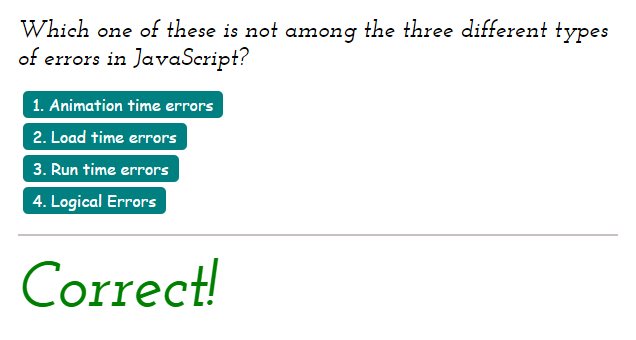 Which one of these is not among the three different types
of errors in JavaScript?
1. Animation time errors
2. Load time errors
3. Run time errors
4. Logical Errors
Correct!